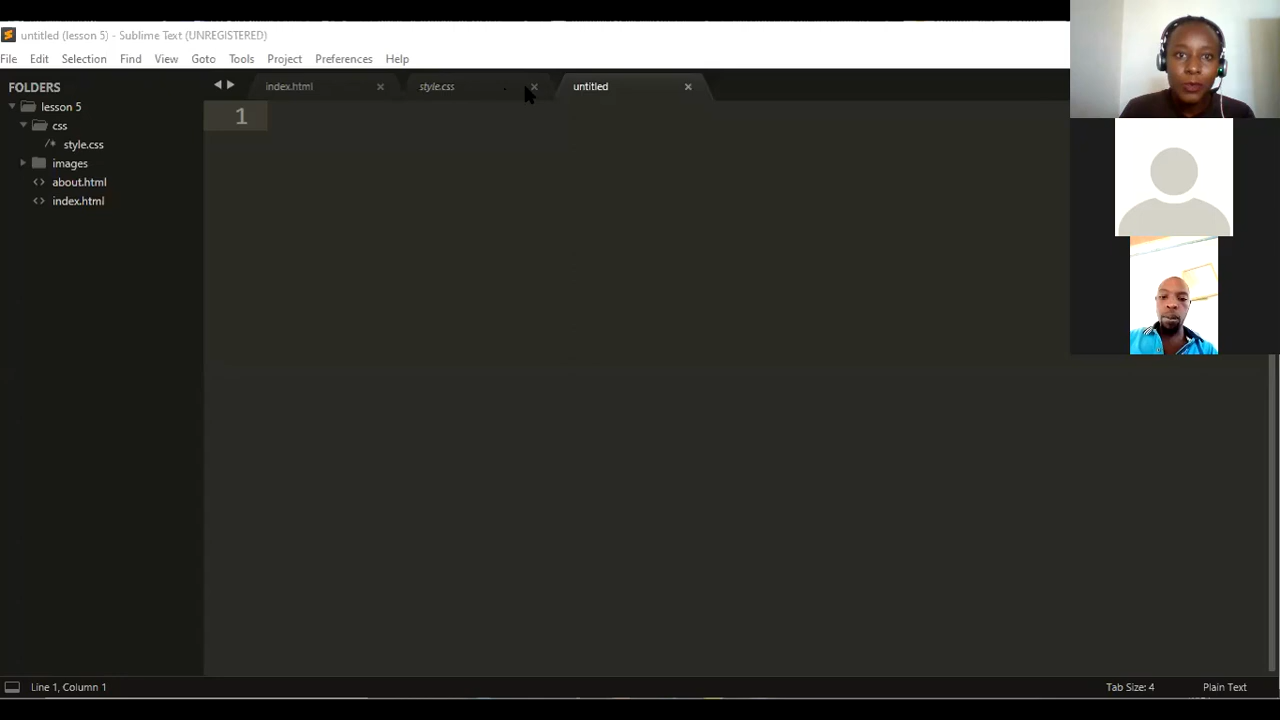 untitled (lesson 5) - Sublime Text (UNREGISTERED)
File Edit Selection Find View Goto Tools Project Preferences Help
FOLDERS
lesson 5
css
/* style.css
images
<> about.html
<> index.html
index.html × style.css × untitled ×
1
Line 1, Column 1
Tab Size: 4 Plain Text